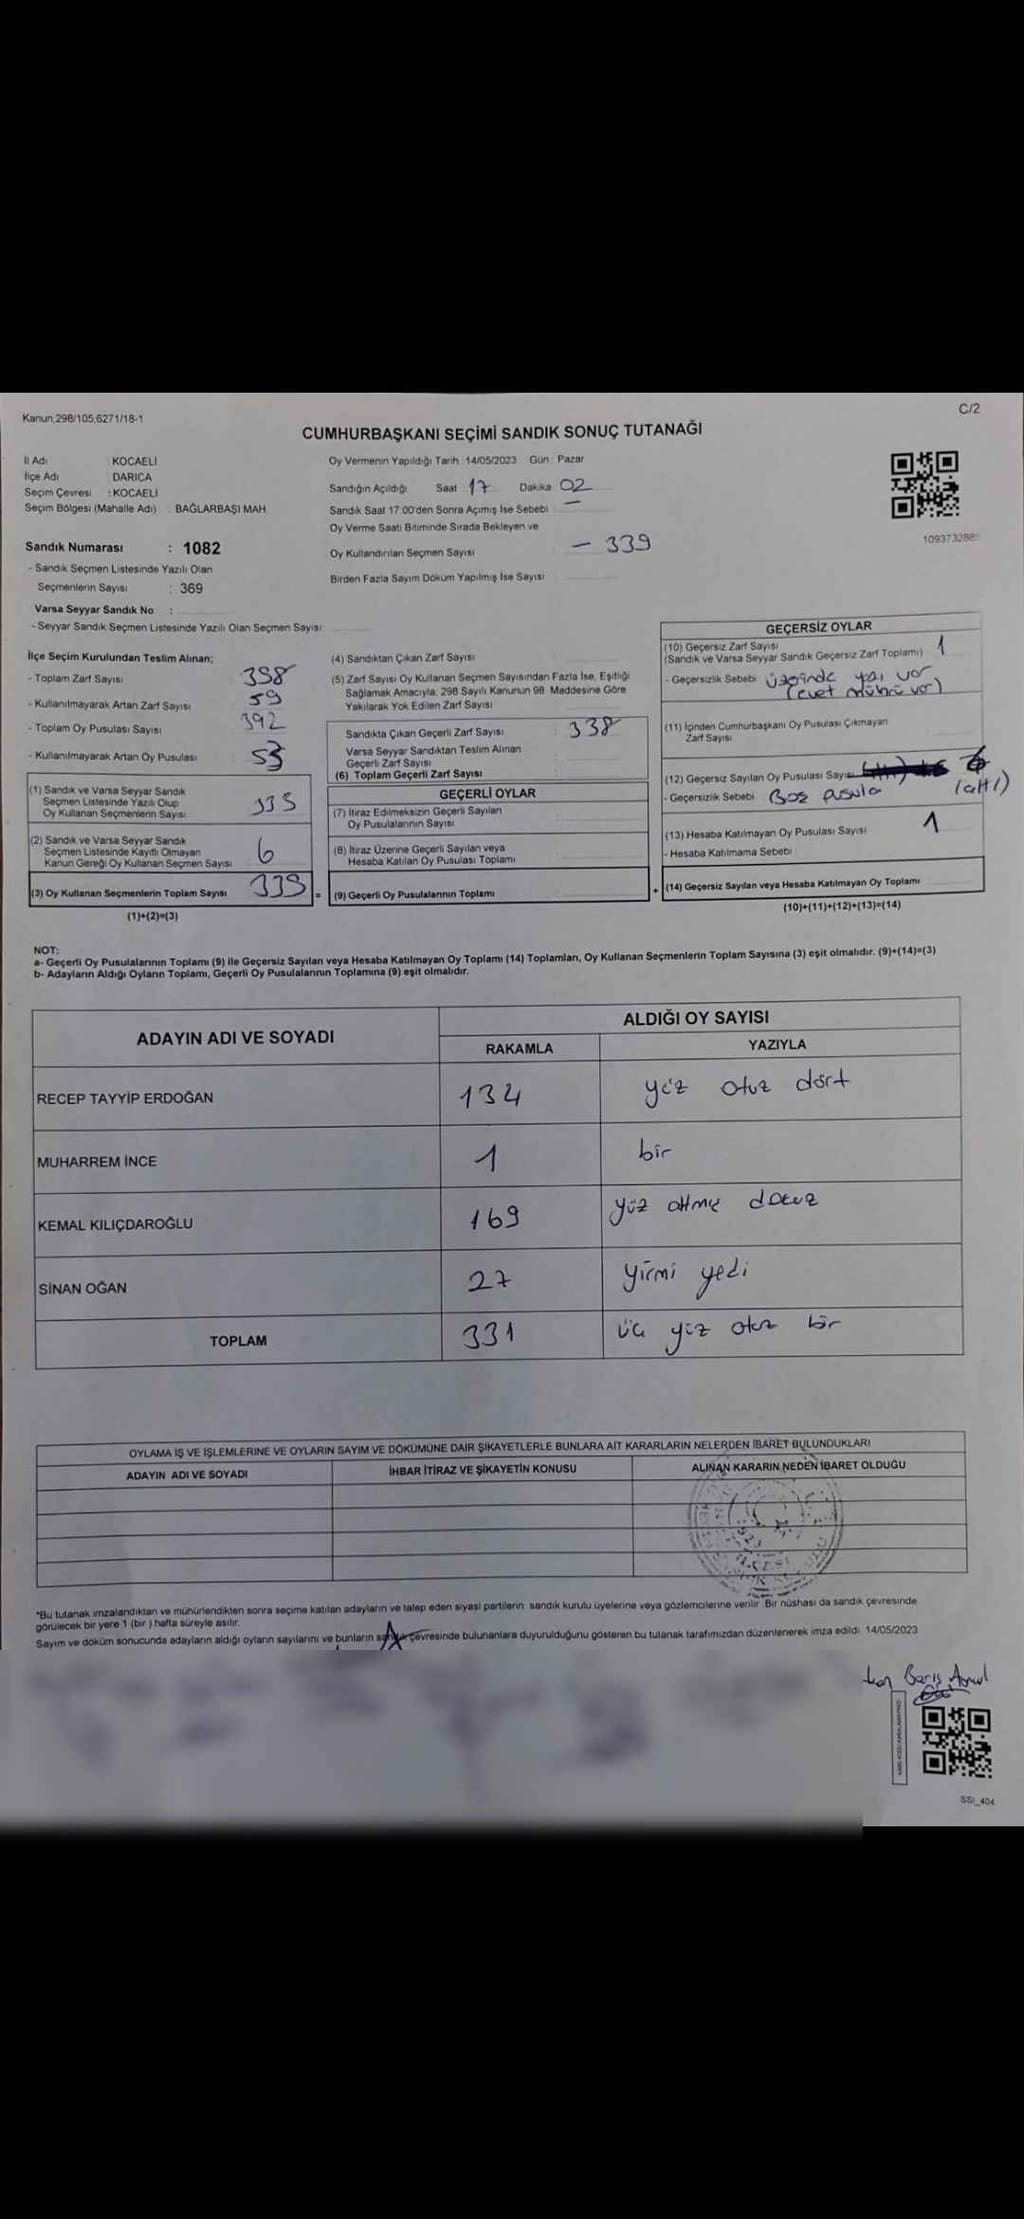 Kanun;298/105,6271/18-1
C/2
CUMHURBAŞKANI SEÇİMİ SANDIK SONUÇ TUTANAĞI
İl Adı : KOCAELİ
İlçe Adı : DARICA
Seçim Çevresi : KOCAELİ
Seçim Bölgesi (Mahalle Adı) : BAĞLARBAŞI MAH.
Sandık Numarası : 1082
- Sandık Seçmen Listesinde Yazılı Olan
Seçmenlerin Sayısı : 369
Varsa Seyyar Sandık No :
- Seyyar Sandık Seçmen Listesinde Yazılı Olan Seçmen Sayısı:
Oy Vermenin Yapıldığı Tarih :14/05/2023 Gün : Pazar
Sandığın Açıldığı Saat : 17 Dakika : 02
Sandık Saat 17:00'den Sonra Açımış İse Sebebi : —
Oy Verme Saati Bitiminde Sırada Bekleyen ve
Oy Kullandırılan Seçmen Sayısı — 339
Birden Fazla Sayım Döküm Yapılmış İse Sayısı
1093732885
İlçe Seçim Kurulundan Teslim Alınan;
- Toplam Zarf Sayısı 398
- Kullanılmayarak Artan Zarf Sayısı 59
- Toplam Oy Pusulası Sayısı 392
- Kullanılmayarak Artan Oy Pusulası 53
(1) Sandık ve Varsa Seyyar Sandık
Seçmen Listesinde Yazılı Olup
Oy Kullanan Seçmenlerin Sayısı
(2) Sandık ve Varsa Seyyar Sandık
Seçmen Listesinde Kayıtlı Olmayan
Kanun Gereği Oy Kullanan Seçmen Sayısı 6
(3) Oy Kullanan Seçmenlerin Toplam Sayısı 339 =
(1)+(2)=(3)
(4) Sandıktan Çıkan Zarf Sayısı
(5) Zarf Sayısı Oy Kullanan Seçmen Sayısından Fazla İse, Eşitliği
Sağlamak Amacıyla, 298 Sayılı Kanunun 98. Maddesine Göre
Yakılarak Yok Edilen Zarf Sayısı
Sandıkta Çıkan Geçerli Zarf Sayısı : 338
Varsa Seyyar Sandıktan Teslim Alınan
Geçerli Zarf Sayısı
(6) Toplam Geçerli Zarf Sayısı
GEÇERLİ OYLAR
(7) İtiraz Edilmeksizin Geçerli Sayılan
Oy Pusulalarının Sayısı
(8) İtiraz Üzerine Geçerli Sayılan veya
Hesaba Katılan Oy Pusulası Toplamı
(9) Geçerli Oy Pusulalarının Toplamı +
GEÇERSİZ OYLAR
(10) Geçersiz Zarf Sayısı
(Sandık ve Varsa Seyyar Sandık Geçersiz Zarf Toplamı) 1
- Geçersizlik Sebebi üzerinde yazı var
(evet mührü var)
(11) İçinden Cumhurbaşkanı Oy Pusulası Çıkmayan
Zarf Sayısı
(12) Geçersiz Sayılan Oy Pusulası Sayısı 6
- Geçersizlik Sebebi Boş pusula (altı)
(13) Hesaba Katılmayan Oy Pusulası Sayısı 1
- Hesaba Katılmama Sebebi
(14) Geçersiz Sayılan veya Hesaba Katılmayan Oy Toplamı
(10)+(11)+(12)+(13)=(14)
NOT:
a- Geçerli Oy Pusulalarının Toplamı (9) ile Geçersiz Sayılan veya Hesaba Katılmayan Oy Toplamı (14) Toplamları, Oy Kullanan Seçmenlerin Toplam Sayısına (3) eşit olmalıdır. (9)+(14)=(3)
b- Adayların Aldığı Oyların Toplamı, Geçerli Oy Pusulalarının Toplamına (9) eşit olmalıdır.
ADAYIN ADI VE SOYADI
ALDIĞI OY SAYISI
RAKAMLA YAZIYLA
RECEP TAYYİP ERDOĞAN 134 yüz otuz dört
MUHARREM İNCE 1 bir
KEMAL KILIÇDAROĞLU 169 yüz altmış dokuz
SİNAN OĞAN 27 yirmi yedi
TOPLAM 331 üç yüz otuz bir
OYLAMA İŞ VE İŞLEMLERİNE VE OYLARIN SAYIM VE DÖKÜMÜNE DAİR ŞİKAYETLERLE BUNLARA AİT KARARLARIN NELERDEN İBARET BULUNDUKLARI
ADAYIN ADI VE SOYADI İHBAR İTİRAZ VE ŞİKAYETİN KONUSU ALINAN KARARIN NEDEN İBARET OLDUĞU
*Bu tutanak imzalandıktan ve mühürlendikten sonra seçime katılan adayların ve talep eden siyasi partilerin sandık kurulu üyelerine veya gözlemcilerine verilir. Bir nüshası da sandık çevresinde
görülecek bir yere 1 (bir ) hafta süreyle asılır.
Sayım ve döküm sonucunda adayların aldığı oyların sayılarını ve bunların sandık çevresinde bulunanlara duyurulduğunu gösteren bu tutanak tarafımızdan düzenlenerek imza edildi. 14/05/2023
Barış
SSI_404